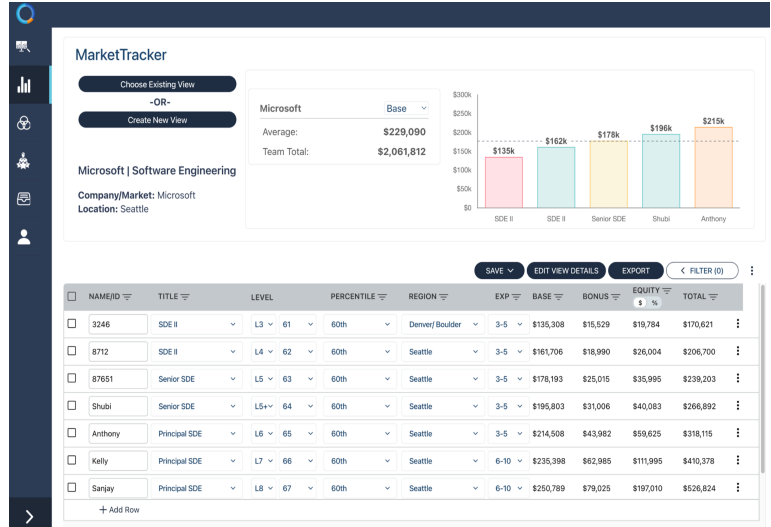 MarketTracker
Choose Existing View
-OR-
Create New View
Microsoft | Software Engineering
Company/Market: Microsoft
Location: Seattle
Microsoft Base
Average: $229,090
Team Total: $2,061,812
$300k
$250k
$200k
$150k
$100k
$50k
$0
$135k $162k $178k $196k $215k
SDE II SDE II Senior SDE Shubi Anthony
SAVE EDIT VIEW DETAILS EXPORT < FILTER (0)
NAME/ID TITLE LEVEL PERCENTILE REGION EXP BASE BONUS EQUITY $ % TOTAL
3246 SDE II L3 61 60th Denver/ Boulder 3-5 $135,308 $15,529 $19,784 $170,621
8712 SDE II L4 62 60th Seattle 3-5 $161,706 $18,990 $26,004 $206,700
87651 Senior SDE L5 63 60th Seattle 3-5 $178,193 $25,015 $35,995 $239,203
Shubi Senior SDE L5+ 64 60th Seattle 3-5 $195,803 $31,006 $40,083 $266,892
Anthony Principal SDE L6 65 60th Seattle 3-5 $214,508 $43,982 $59,625 $318,115
Kelly Principal SDE L7 66 60th Seattle 6-10 $235,398 $62,985 $111,995 $410,378
Sanjay Principal SDE L8 67 60th Seattle 6-10 $250,789 $79,025 $197,010 $526,824
+ Add Row